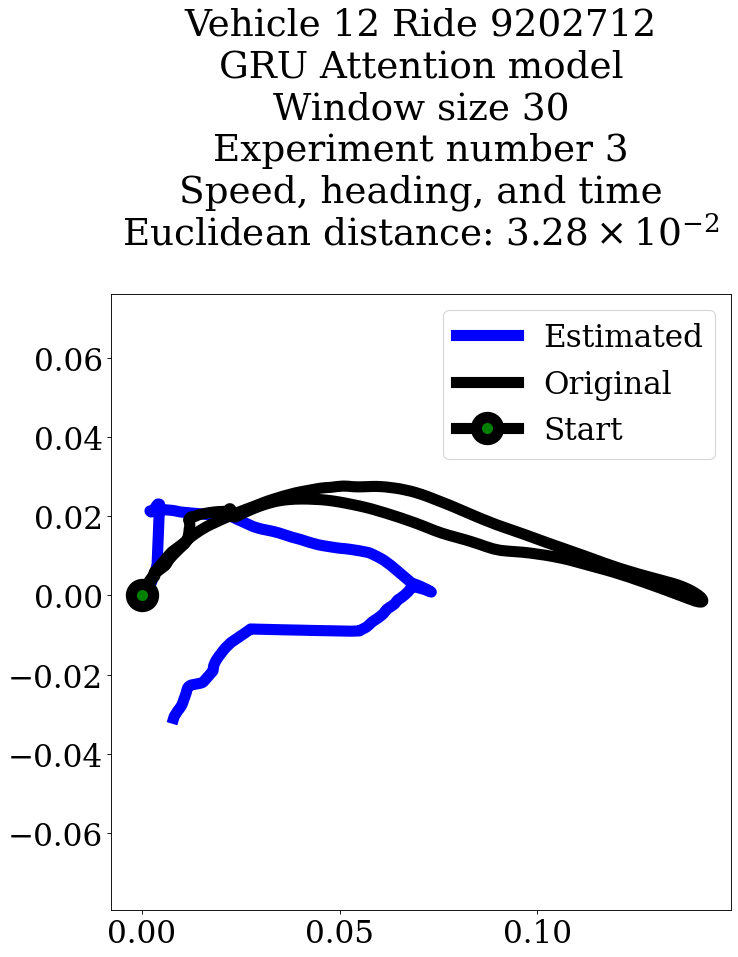 Vehicle 12 Ride 9202712
GRU Attention model
Window size 30
Experiment number 3
Speed, heading, and time
Euclidean distance: 3.28 × 10⁻²
Estimated
Original
Start
0.06
0.04
0.02
0.00
−0.02
−0.04
−0.06
0.00 0.05 0.10